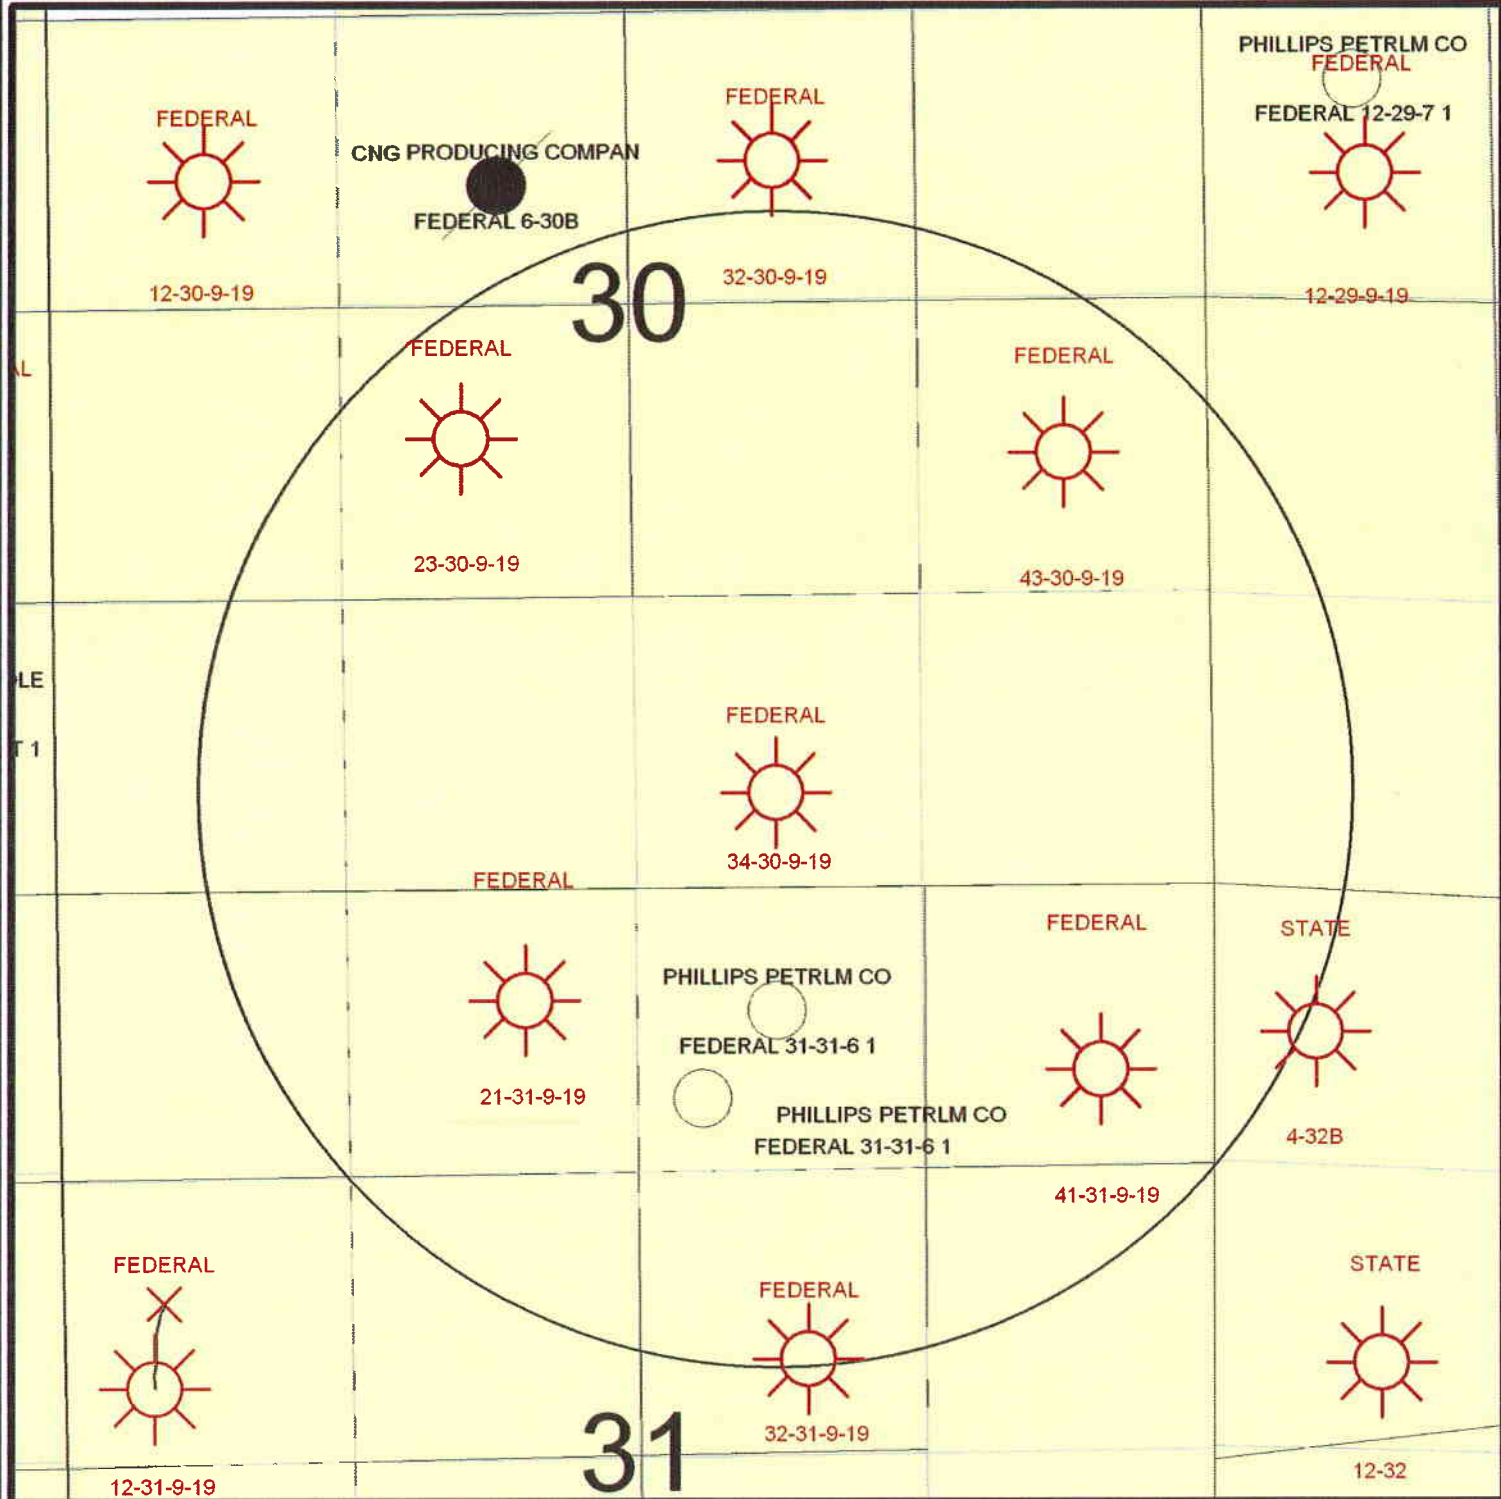 PHILLIPS PETRLM CO
FEDERAL
FEDERAL 12-29-7 1
FEDERAL
FEDERAL
CNG PRODUCING COMPAN
FEDERAL 6-30B
12-30-9-19
32-30-9-19
12-29-9-19
30
FEDERAL
FEDERAL
23-30-9-19
43-30-9-19
LE
T 1
FEDERAL
34-30-9-19
FEDERAL
FEDERAL
STATE
PHILLIPS PETRLM CO
FEDERAL 31-31-6 1
21-31-9-19
PHILLIPS PETRLM CO
FEDERAL 31-31-6 1
4-32B
41-31-9-19
FEDERAL
FEDERAL
STATE
32-31-9-19
31
12-32
12-31-9-19